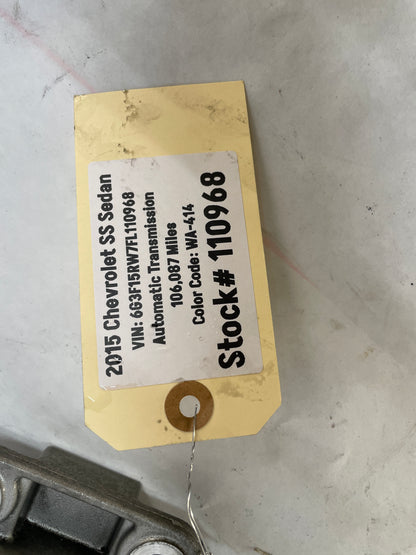 2015 Chevrolet SS Sedan
VIN: 6G3F15RW7FL110968
Automatic Transmission
106,087 Miles
Color Code: WA-414
Stock# 110968